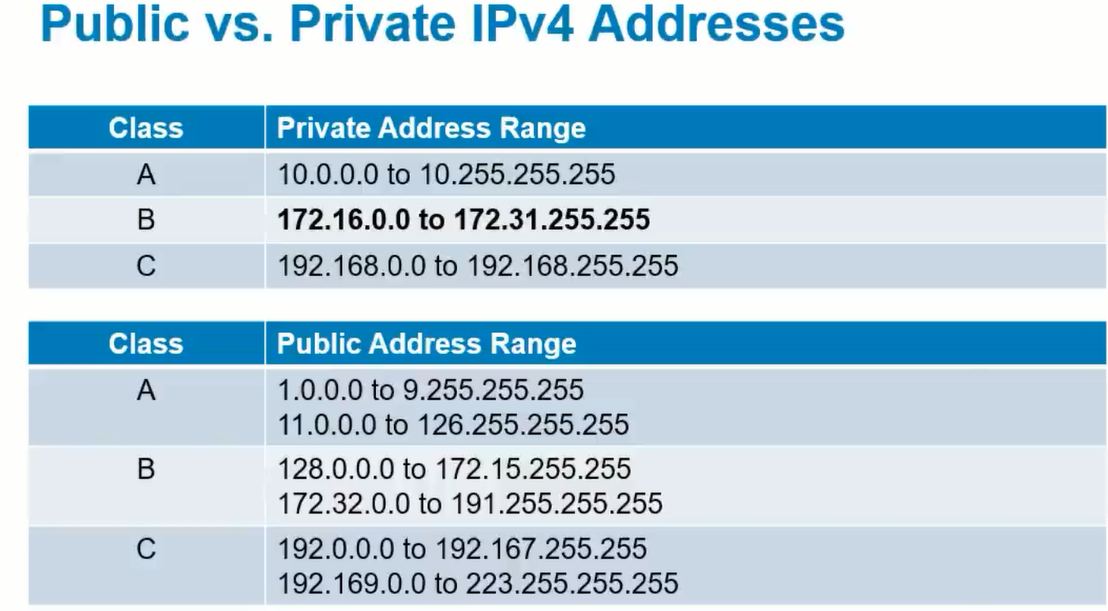 Public vs. Private IPv4 Addresses
Class Private Address Range
A 10.0.0.0 to 10.255.255.255
B 172.16.0.0 to 172.31.255.255
C 192.168.0.0 to 192.168.255.255
Class Public Address Range
A 1.0.0.0 to 9.255.255.255
11.0.0.0 to 126.255.255.255
B 128.0.0.0 to 172.15.255.255
172.32.0.0 to 191.255.255.255
C 192.0.0.0 to 192.167.255.255
192.169.0.0 to 223.255.255.255